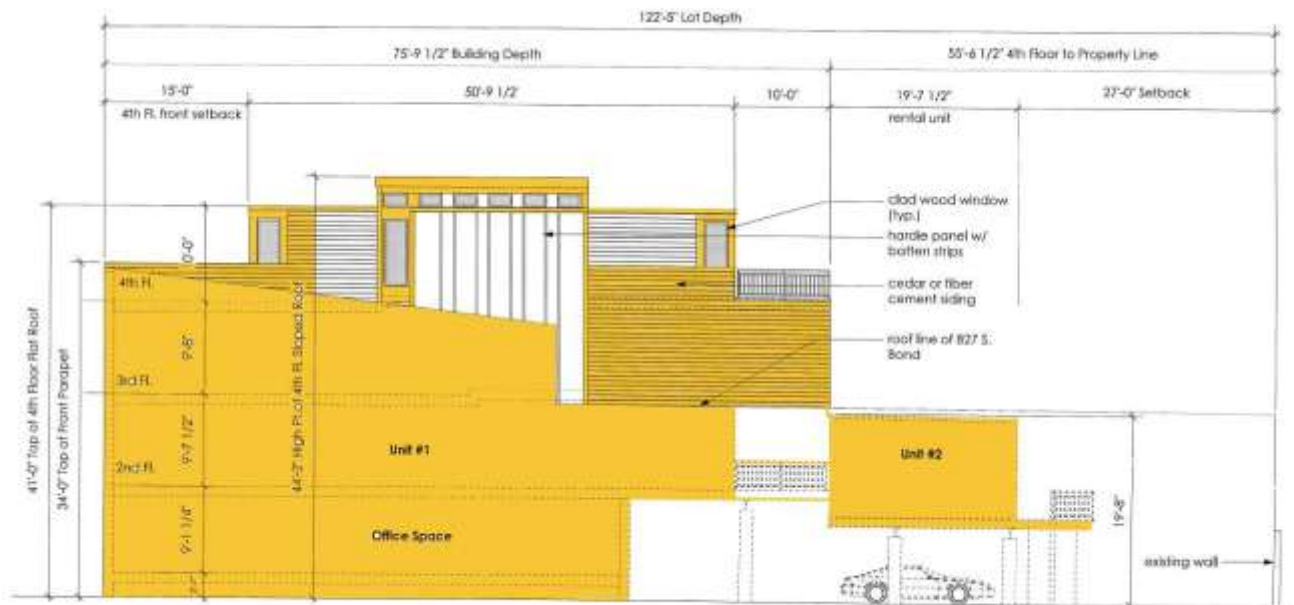 122'-5" Lot Depth
75'-9 1/2" Building Depth
55'-6 1/2" 4th Floor to Property Line
15'-0"
50'-9 1/2'
10'-0"
19'-7 1/2"
27'-0" Setback
4th Fl. front setback
rental unit
clad wood window
(typ.)
hardie panel w/
batten strips
cedar or fiber
cement siding
roof line of 827 S.
Bond
41'-0" Top of 4th Floor Flat Roof
34'-0" Top of Front Parapet
44'-3" High Pt. of 4th Fl. Sloped Roof
4th Fl.
9'-8"
3rd Fl.
9'-7 1/2"
2nd Fl.
9'-1 1/4"
Unit #1
Unit #2
Office Space
19'-8"
existing wall